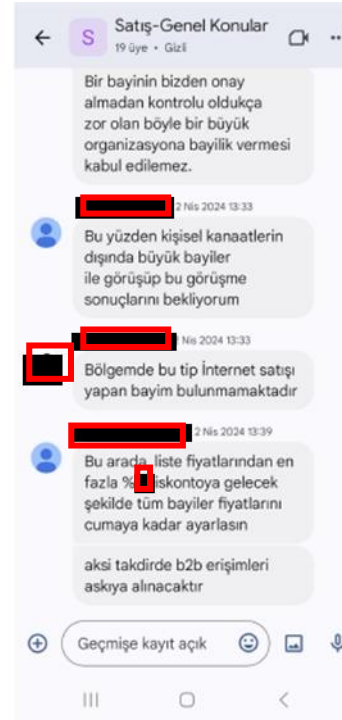 S
Satış-Genel Konular
19 üye • Gizli
Bir bayinin bizden onay
almadan kontrolu oldukça
zor olan böyle bir büyük
organizasyona bayilik vermesi
kabul edilemez.
2 Nis 2024 13:33
Bu yüzden kişisel kanaatlerin
dışında büyük bayiler
ile görüşüp bu görüşme
sonuçlarını bekliyorum
Nis 2024 13:33
Bölgemde bu tip İnternet satışı
yapan bayim bulunmamaktadır
2 Nis 2024 13:39
Bu arada liste fiyatlarından en
fazla % iskontoya gelecek
şekilde tüm bayiler fiyatlarını
cumaya kadar ayarlasın
aksi takdirde b2b erişimleri
askıya alınacaktır
Geçmişe kayıt açık